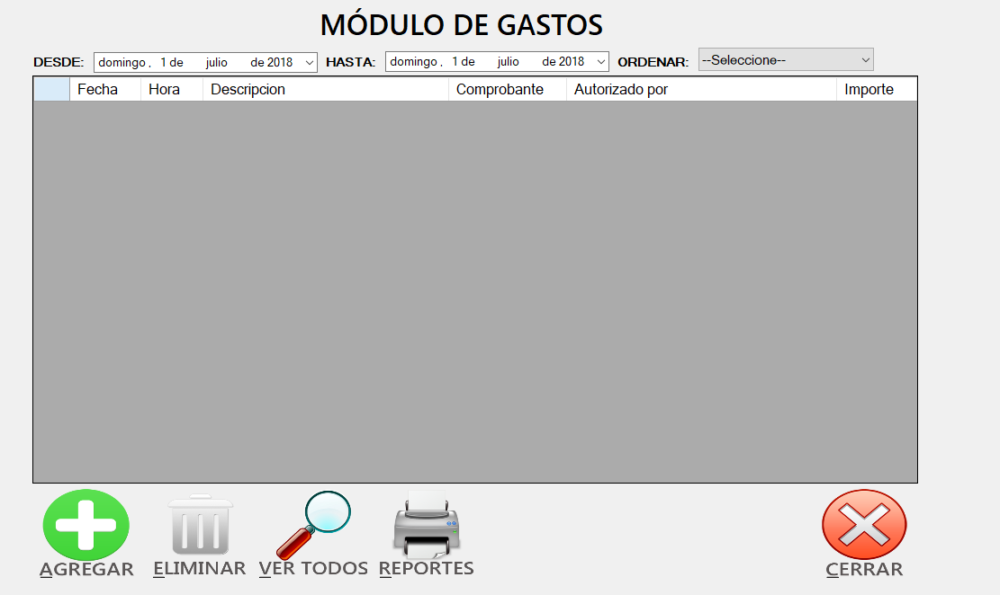 MÓDULO DE GASTOS
DESDE: domingo , 1 de julio de 2018 HASTA: domingo , 1 de julio de 2018 ORDENAR: --Seleccione--
Fecha Hora Descripcion Comprobante Autorizado por Importe
AGREGAR ELIMINAR VER TODOS REPORTES CERRAR